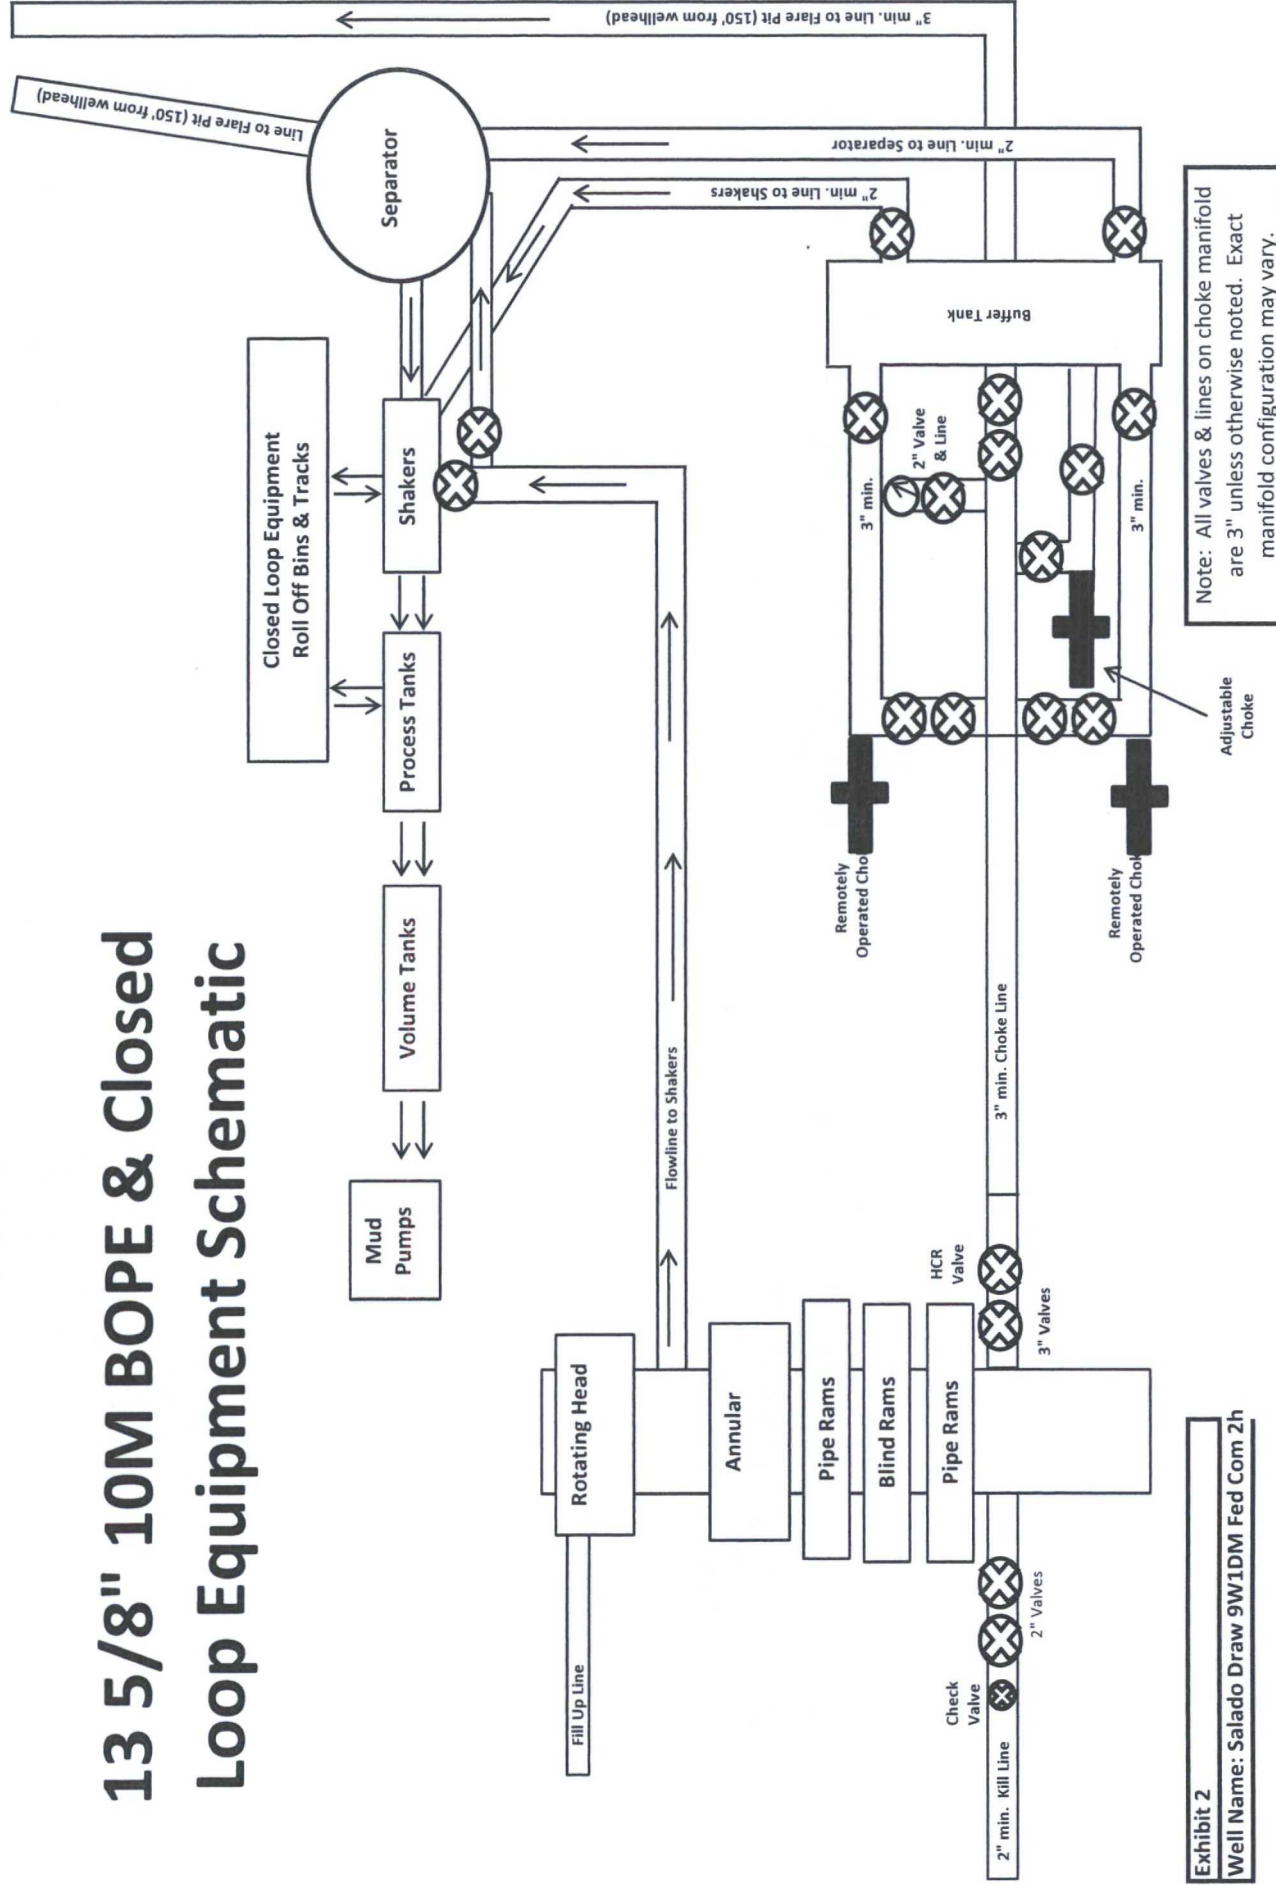 13 5/8" 10M BOPE & Closed
Loop Equipment Schematic
Closed Loop Equipment
Roll Off Bins & Tracks
Mud
Pumps
Volume Tanks
Process Tanks
Shakers
Separator
Line to Flare Pit (150' from wellhead)
3" min. Line to Flare Pit (150' from wellhead)
2" min. Line to Separator
2" min. Line to Shakers
Fill Up Line
Rotating Head
Flowline to Shakers
Annular
Pipe Rams
Blind Rams
Pipe Rams
HCR
Valve
3" Valves
3" min. Choke Line
Check
Valve
2" Valves
2" min. Kill Line
Remotely
Operated Cho
Remotely
Operated Chok
Adjustable
Choke
3" min.
2" Valve
& Line
3" min.
Buffer Tank
Note: All valves & lines on choke manifold
are 3" unless otherwise noted. Exact
manifold configuration may vary.
Exhibit 2
Well Name: Salado Draw 9W1DM Fed Com 2h